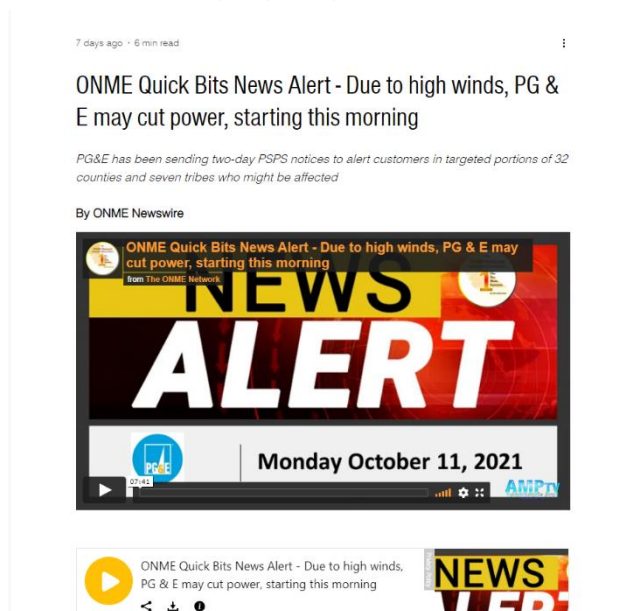 7 days ago · 6 min read
ONME Quick Bits News Alert - Due to high winds, PG &
E may cut power, starting this morning
PG&E has been sending two-day PSPS notices to alert customers in targeted portions of 32
counties and seven tribes who might be affected
By ONME Newswire
ONME Quick Bits News Alert - Due to high winds, PG & E may
cut power, starting this morning
from The ONME Network
NEWS
ALERT
PG&E
Monday October 11, 2021
07:41
AMPTV
ONME Quick Bits News Alert - Due to high winds,
PG & E may cut power, starting this morning
Privacy Policy
NEWS